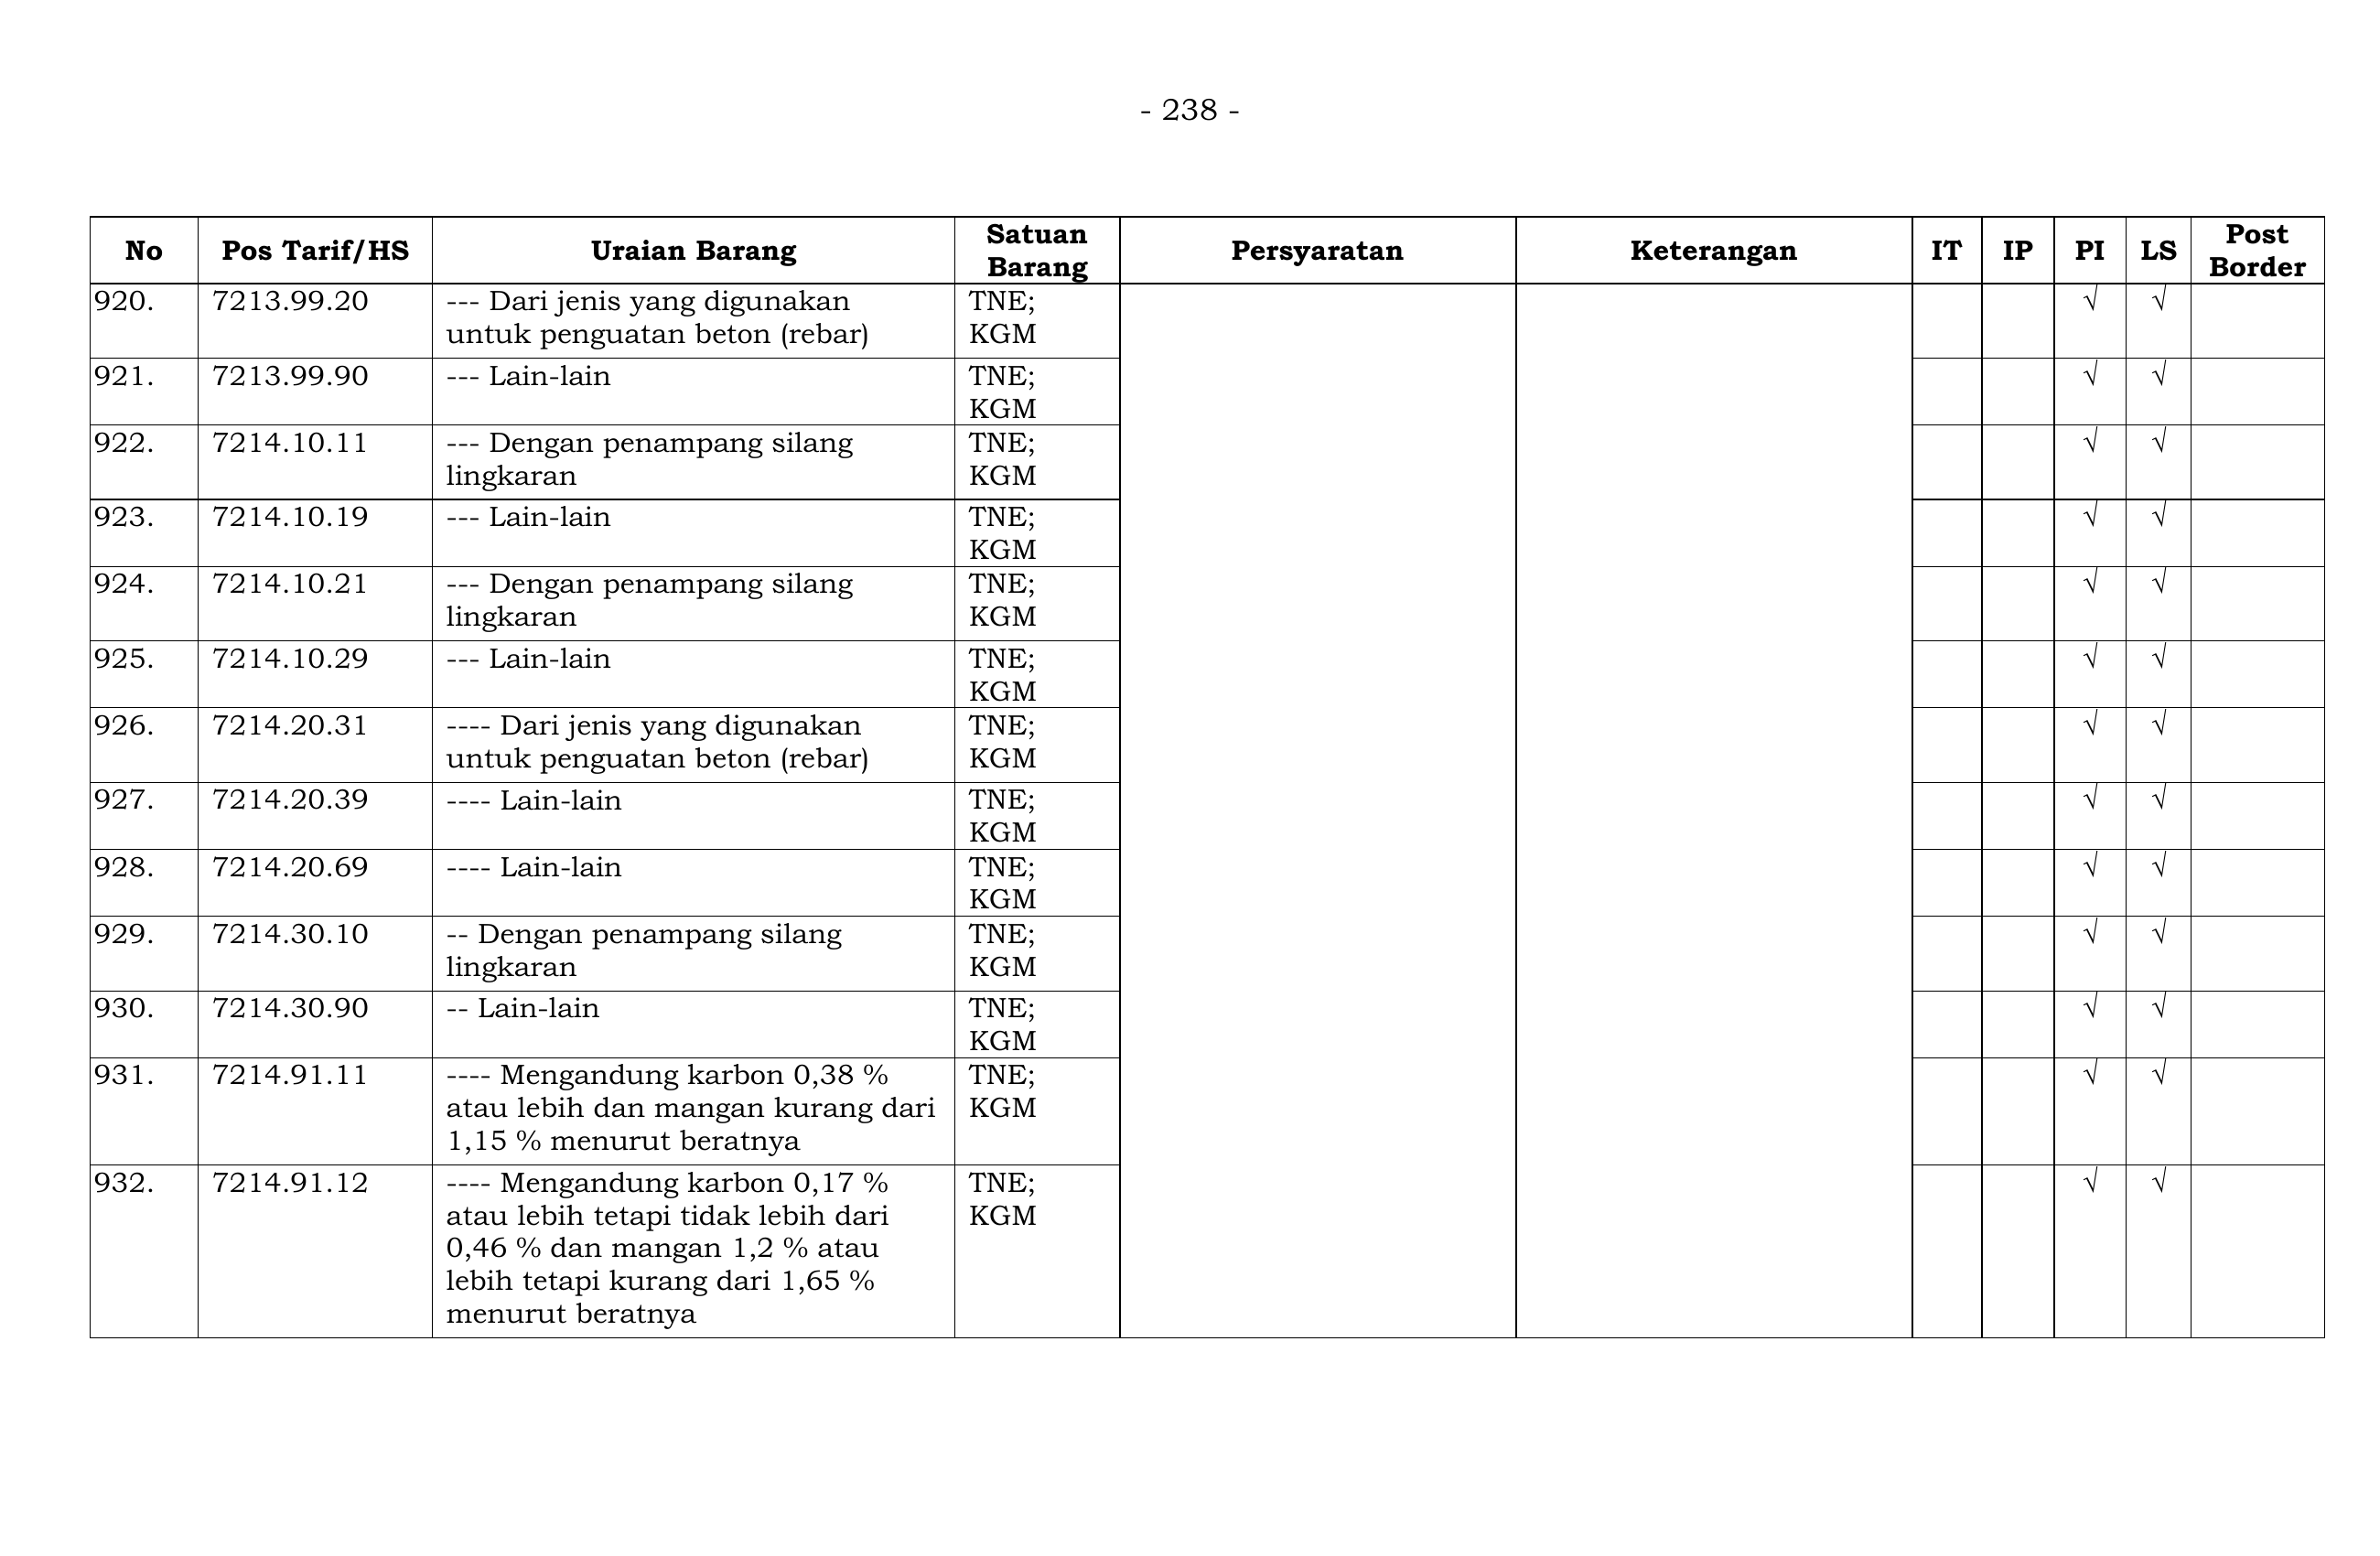 - 238 -
No Pos Tarif/HS Uraian Barang Satuan Barang Persyaratan Keterangan IT IP PI LS Post Border
920. 7213.99.20 --- Dari jenis yang digunakan TNE; √ √
untuk penguatan beton (rebar) KGM
921. 7213.99.90 --- Lain-lain TNE; √ √
KGM
922. 7214.10.11 --- Dengan penampang silang TNE; √ √
lingkaran KGM
923. 7214.10.19 --- Lain-lain TNE; √ √
KGM
924. 7214.10.21 --- Dengan penampang silang TNE; √ √
lingkaran KGM
925. 7214.10.29 --- Lain-lain TNE; √ √
KGM
926. 7214.20.31 ---- Dari jenis yang digunakan TNE; √ √
untuk penguatan beton (rebar) KGM
927. 7214.20.39 ---- Lain-lain TNE; √ √
KGM
928. 7214.20.69 ---- Lain-lain TNE; √ √
KGM
929. 7214.30.10 -- Dengan penampang silang TNE; √ √
lingkaran KGM
930. 7214.30.90 -- Lain-lain TNE; √ √
KGM
931. 7214.91.11 ---- Mengandung karbon 0,38 % TNE; √ √
atau lebih dan mangan kurang dari KGM
1,15 % menurut beratnya
932. 7214.91.12 ---- Mengandung karbon 0,17 % TNE; √ √
atau lebih tetapi tidak lebih dari KGM
0,46 % dan mangan 1,2 % atau
lebih tetapi kurang dari 1,65 %
menurut beratnya